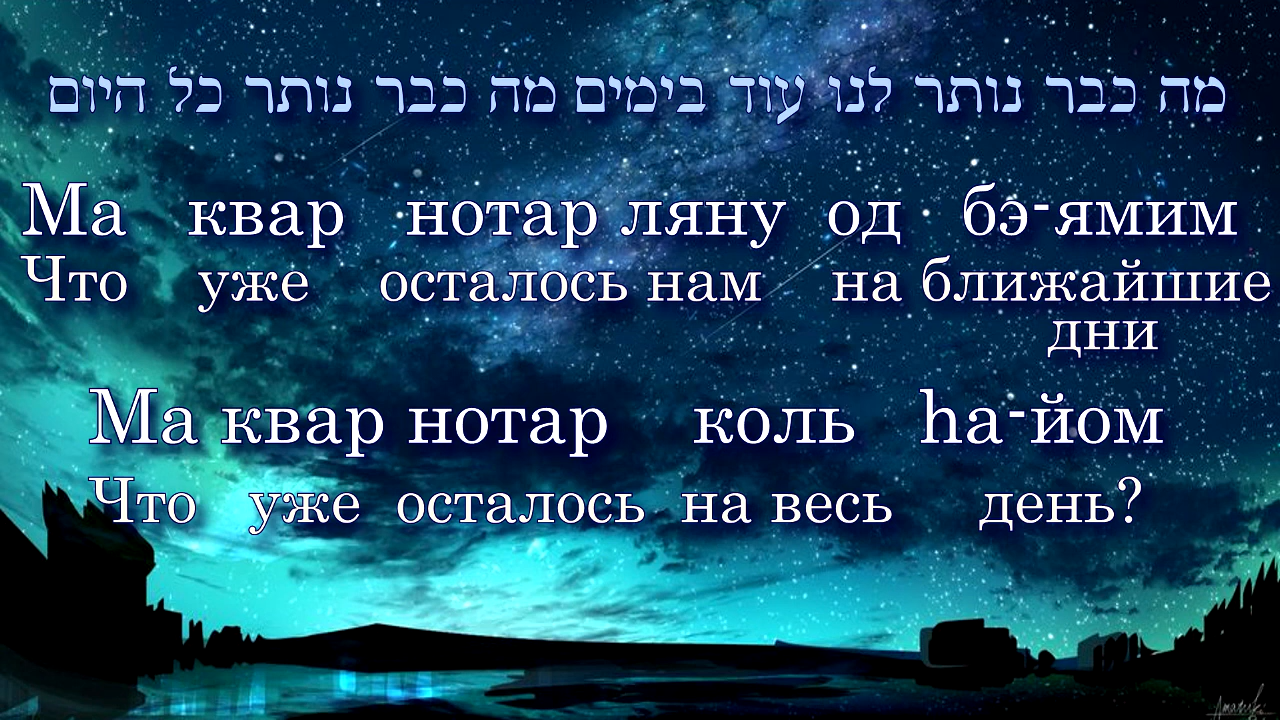 מה כבר נותר לנו עוד בימים מה כבר נותר כל היום
Ма квар нотар ляну од бэ-ямим
Что уже осталось нам на ближайшие
дни
Ма квар нотар коль hа-йом
Что уже осталось на весь день?